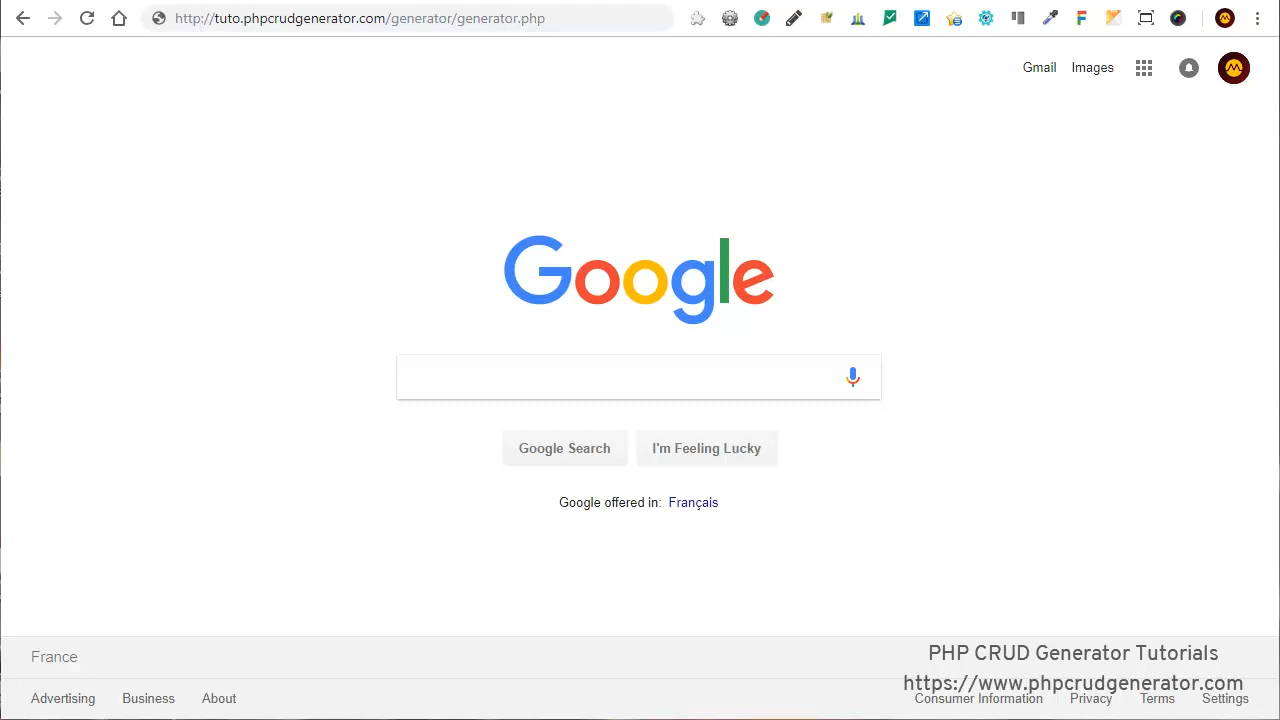 http://tuto.phpcrudgenerator.com/generator/generator.php
Gmail Images
Google
Google Search I'm Feeling Lucky
Google offered in: Français
France
PHP CRUD Generator Tutorials
https://www.phpcrudgenerator.com
Advertising Business About Consumer Information Privacy Terms Settings